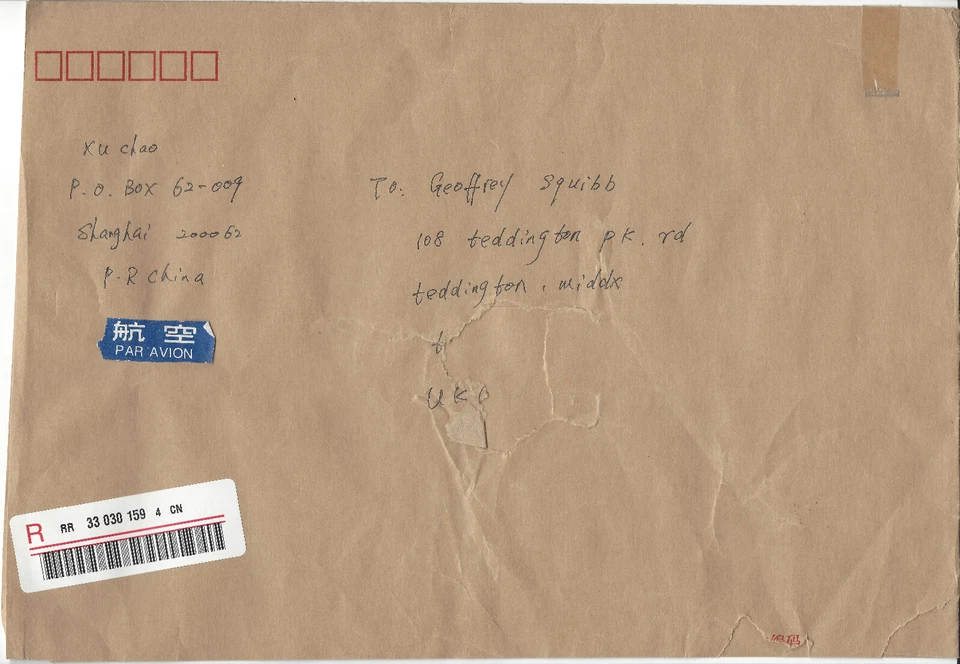 Xu chao
P.O. Box 62-009
Shanghai 200062
P.R China
航空
PAR AVION
To: Geoffrey Squibb
108 teddington PK. rd
teddington, middx
t
UK
R RR 33 030 159 4 CN